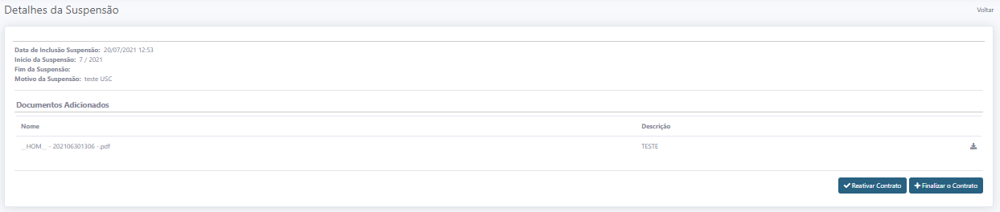 Detalhes da Suspensão
Voltar
Data de Inclusão Suspensão: 20/07/2021 12:53
Inicio da Suspensão: 7 / 2021
Fim da Suspensão:
Motivo da Suspensão: teste USC
Documentos Adicionados
Nome Descrição
__HOM__ - 202106301306 -.pdf TESTE
Reativar Contrato Finalizar o Contrato